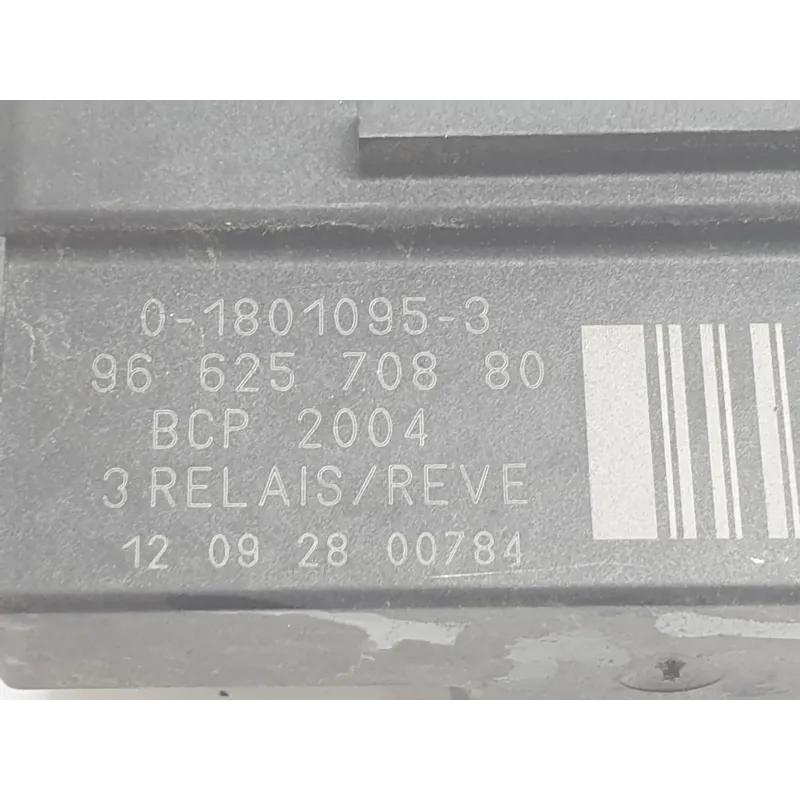 0-1801095-3
96 625 708 80
BCP 2004
3 RELAIS/REVE
12 09 28 00784